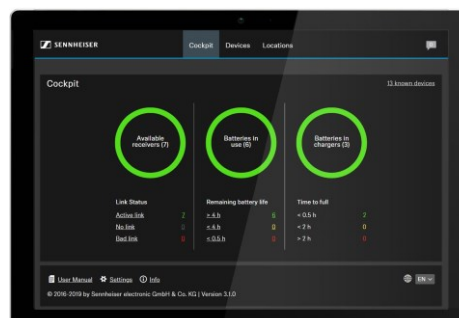 SENNHEISER
Cockpit Devices Locations
Cockpit
13 known devices
Available receivers (7)
Batteries in use (6)
Batteries in chargers (3)
Link Status
Active link 2
No link
Bad link 0
Remaining battery life
≥ 4 h 6
≤ 4 h 0
≤ 0.5 h 0
Time to full
< 0.5 h 2
< 2 h 0
> 2 h 0
User Manual Settings Info
EN
© 2016-2019 by Sennheiser electronic GmbH & Co. KG | Version 3.1.0